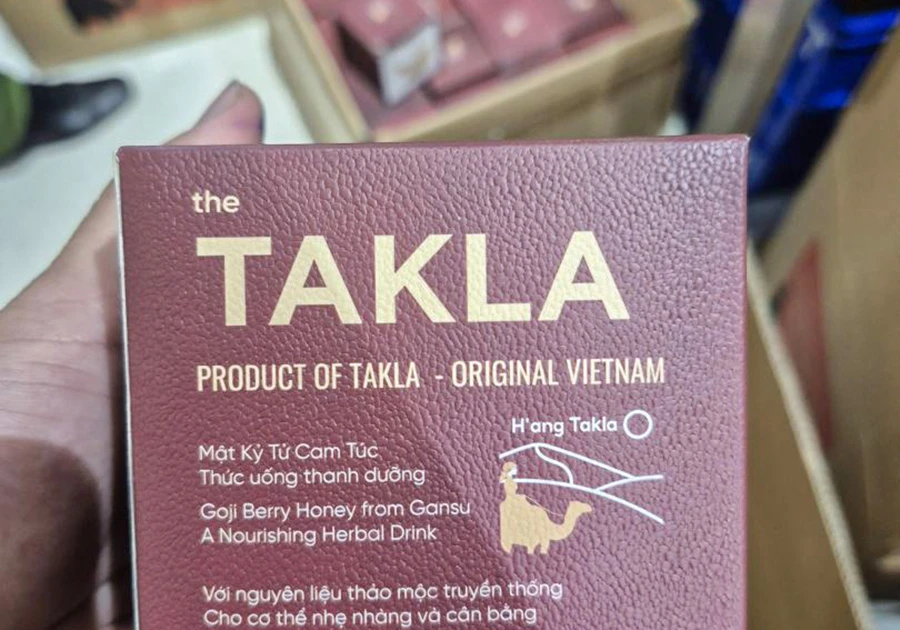 the
TAKLA
PRODUCT OF TAKLA - ORIGINAL VIETNAM
H'ang Takla
Mật Kỷ Tử Cam Túc
Thức uống thanh dưỡng
Goji Berry Honey from Gansu
A Nourishing Herbal Drink
Với nguyên liệu thảo mộc truyền thống
Cho cơ thể nhẹ nhàng và cân bằng